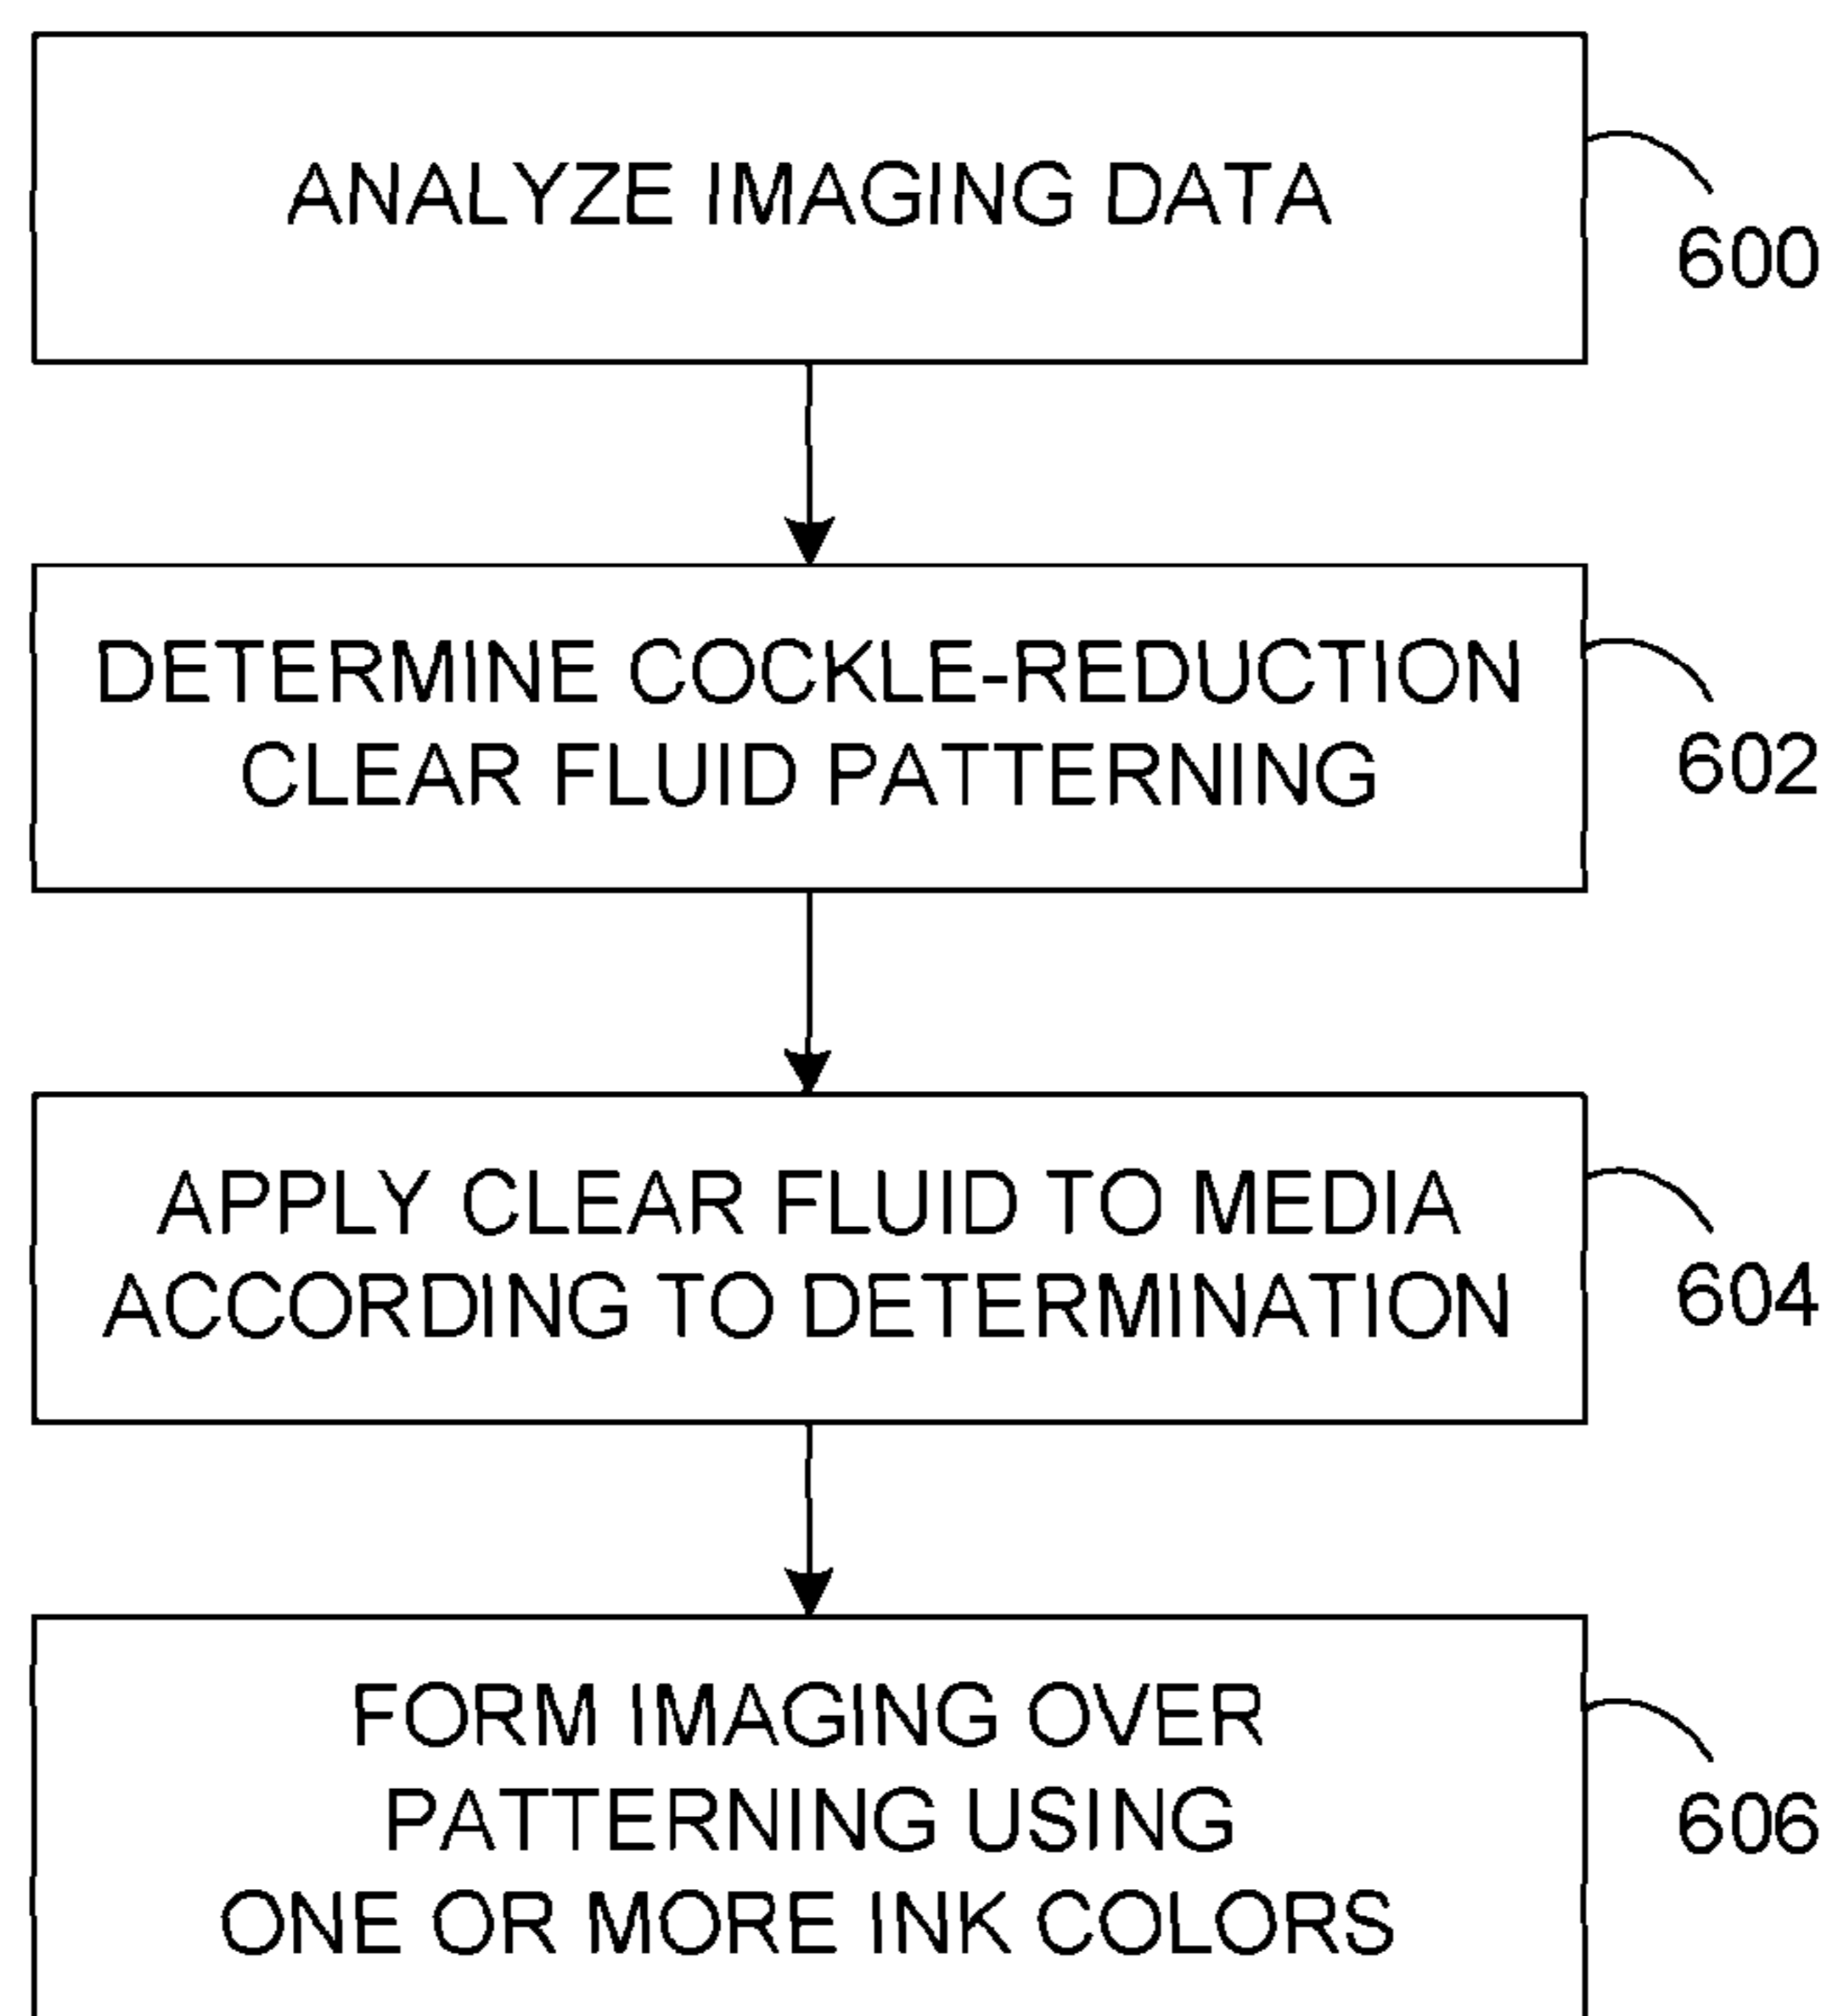 ANALYZE IMAGING DATA
600
DETERMINE COCKLE-REDUCTION
CLEAR FLUID PATTERNING
602
APPLY CLEAR FLUID TO MEDIA
ACCORDING TO DETERMINATION
604
FORM IMAGING OVER
PATTERNING USING
ONE OR MORE INK COLORS
606